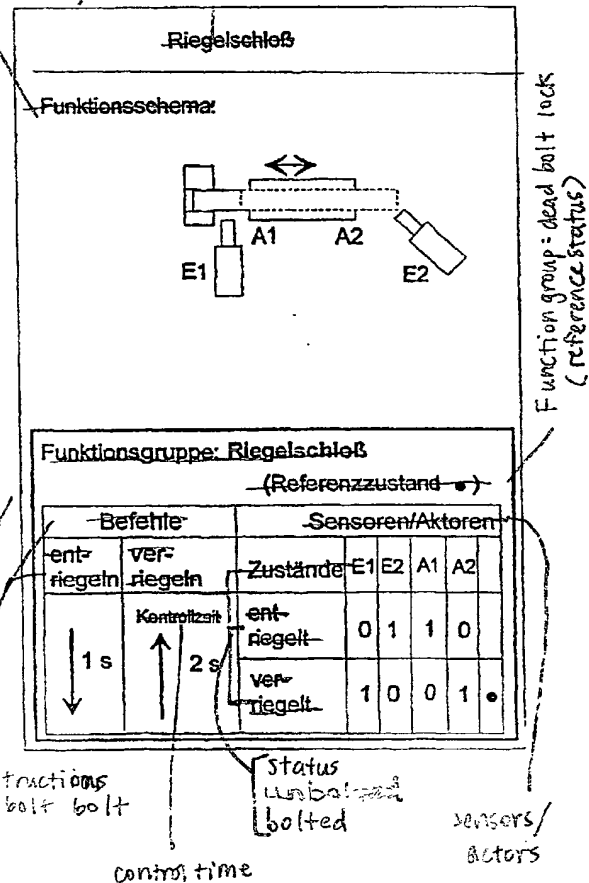 Riegelschloß
Funktionsschema:
A1 A2
E1 E2
Function group = dead bolt lock
(reference status)
Funktionsgruppe: Riegelschloß
(Referenzzustand •)
Befehle Sensoren/Aktoren
ent-
riegeln
ver-
riegeln
Zustände E1 E2 A1 A2
Kontrollzeit
1 s 2 s
ent-
riegelt 0 1 1 0
ver-
riegelt 1 0 0 1 •
tructions
bolt bolt
status
unbolted
bolted
sensors/
actors
control time